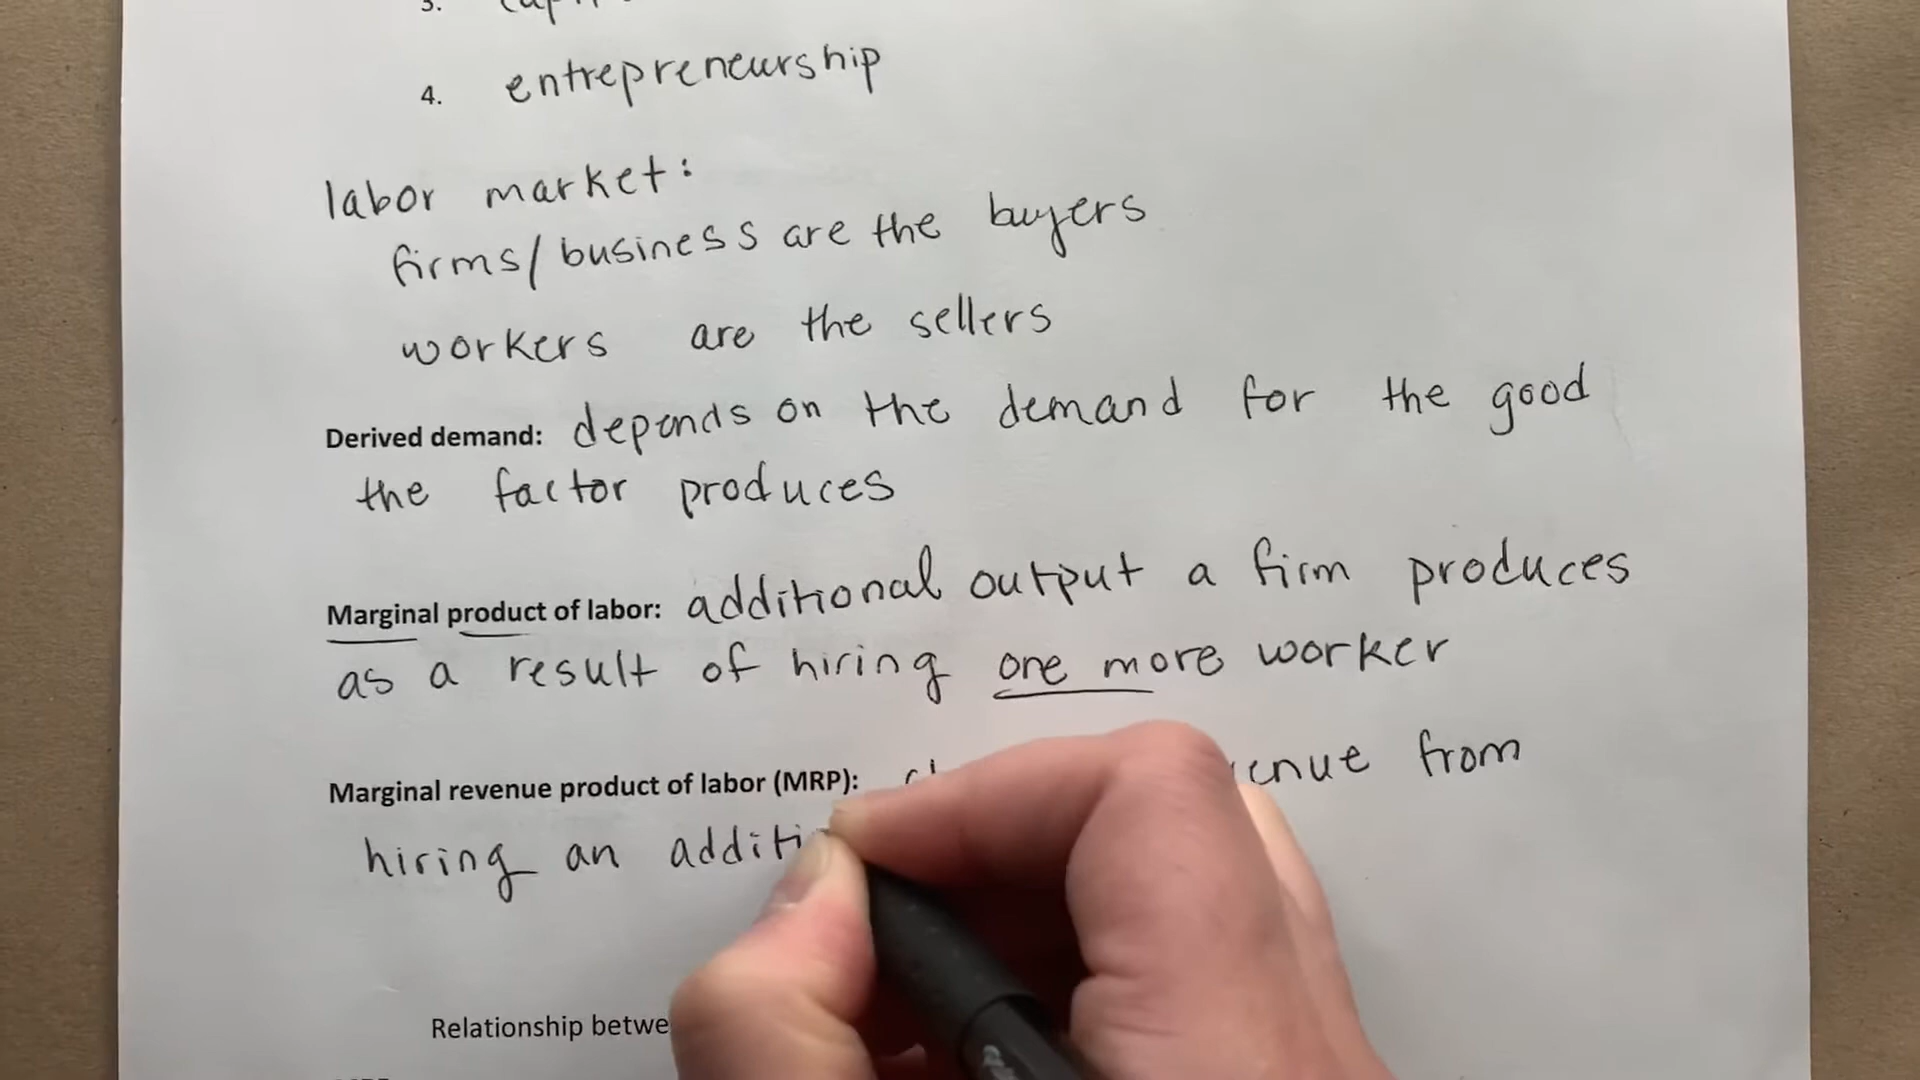 3.
4. entrepreneurship
labor market:
firms/business are the buyers
workers are the sellers
Derived demand: depends on the demand for the good
the factor produces
Marginal product of labor: additional output a firm produces
as a result of hiring one more worker
Marginal revenue product of labor (MRP): from
hiring an additi
Relationship betwe